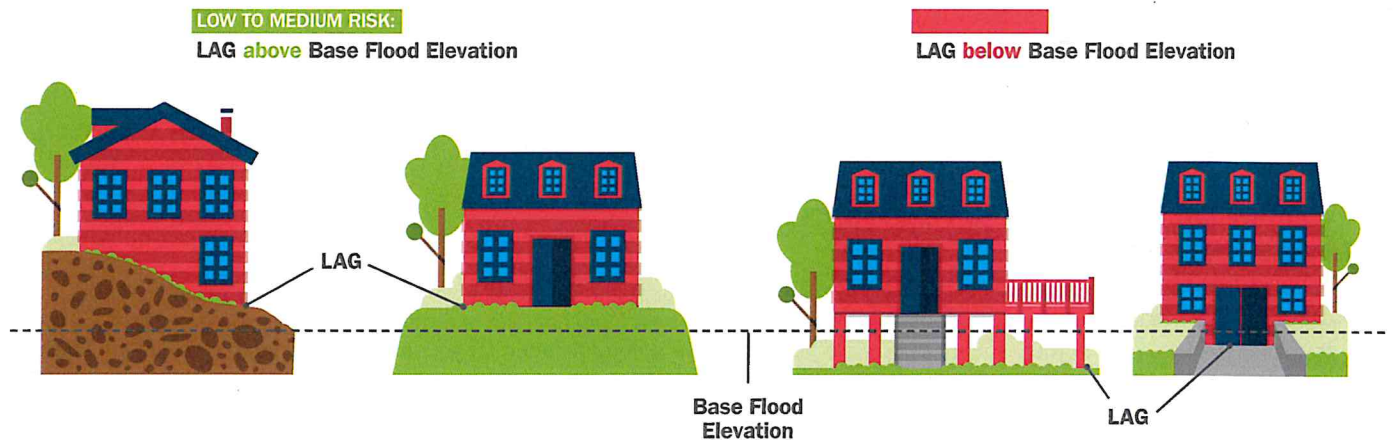 LOW TO MEDIUM RISK:
LAG above Base Flood Elevation
LAG below Base Flood Elevation
LAG
Base Flood
Elevation
LAG